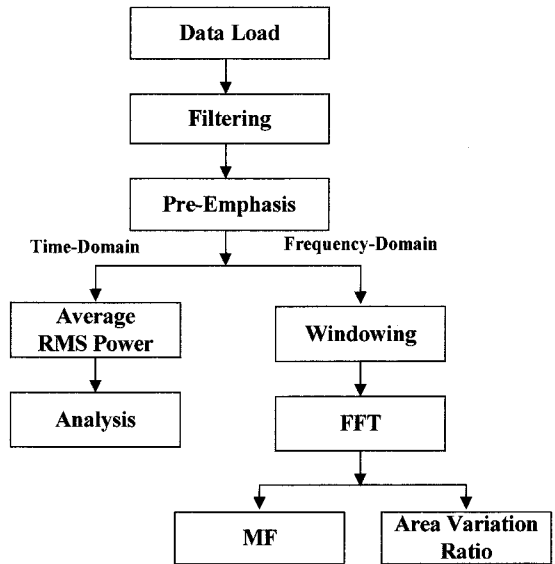 Data Load
Filtering
Pre-Emphasis
Time-Domain
Frequency-Domain
Average
RMS Power
Windowing
Analysis
FFT
MF
Area Variation
Ratio